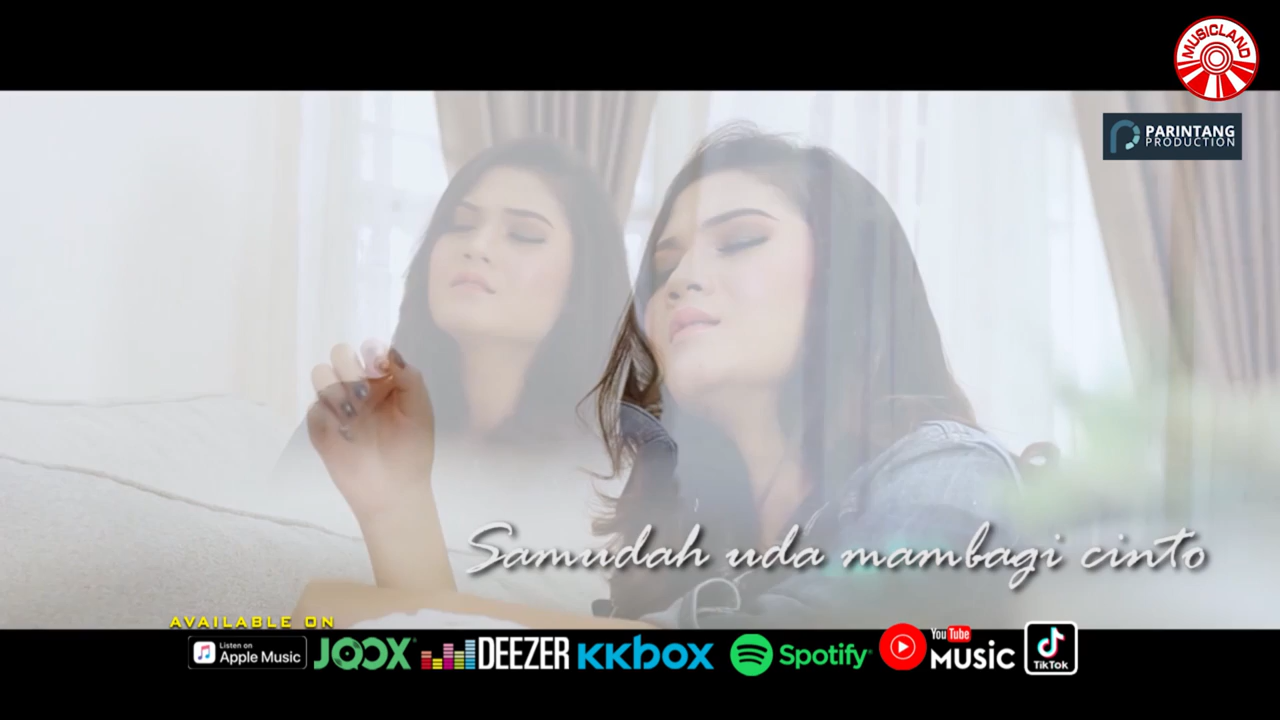 MUSICLAND
PARINTANG
PRODUCTION
Samudah uda mambagi cinto
AVAILABLE ON
Listen on
Apple Music
JOOX
DEEZER
KKBOX
Spotify
YouTube
MUSIC
TikTok